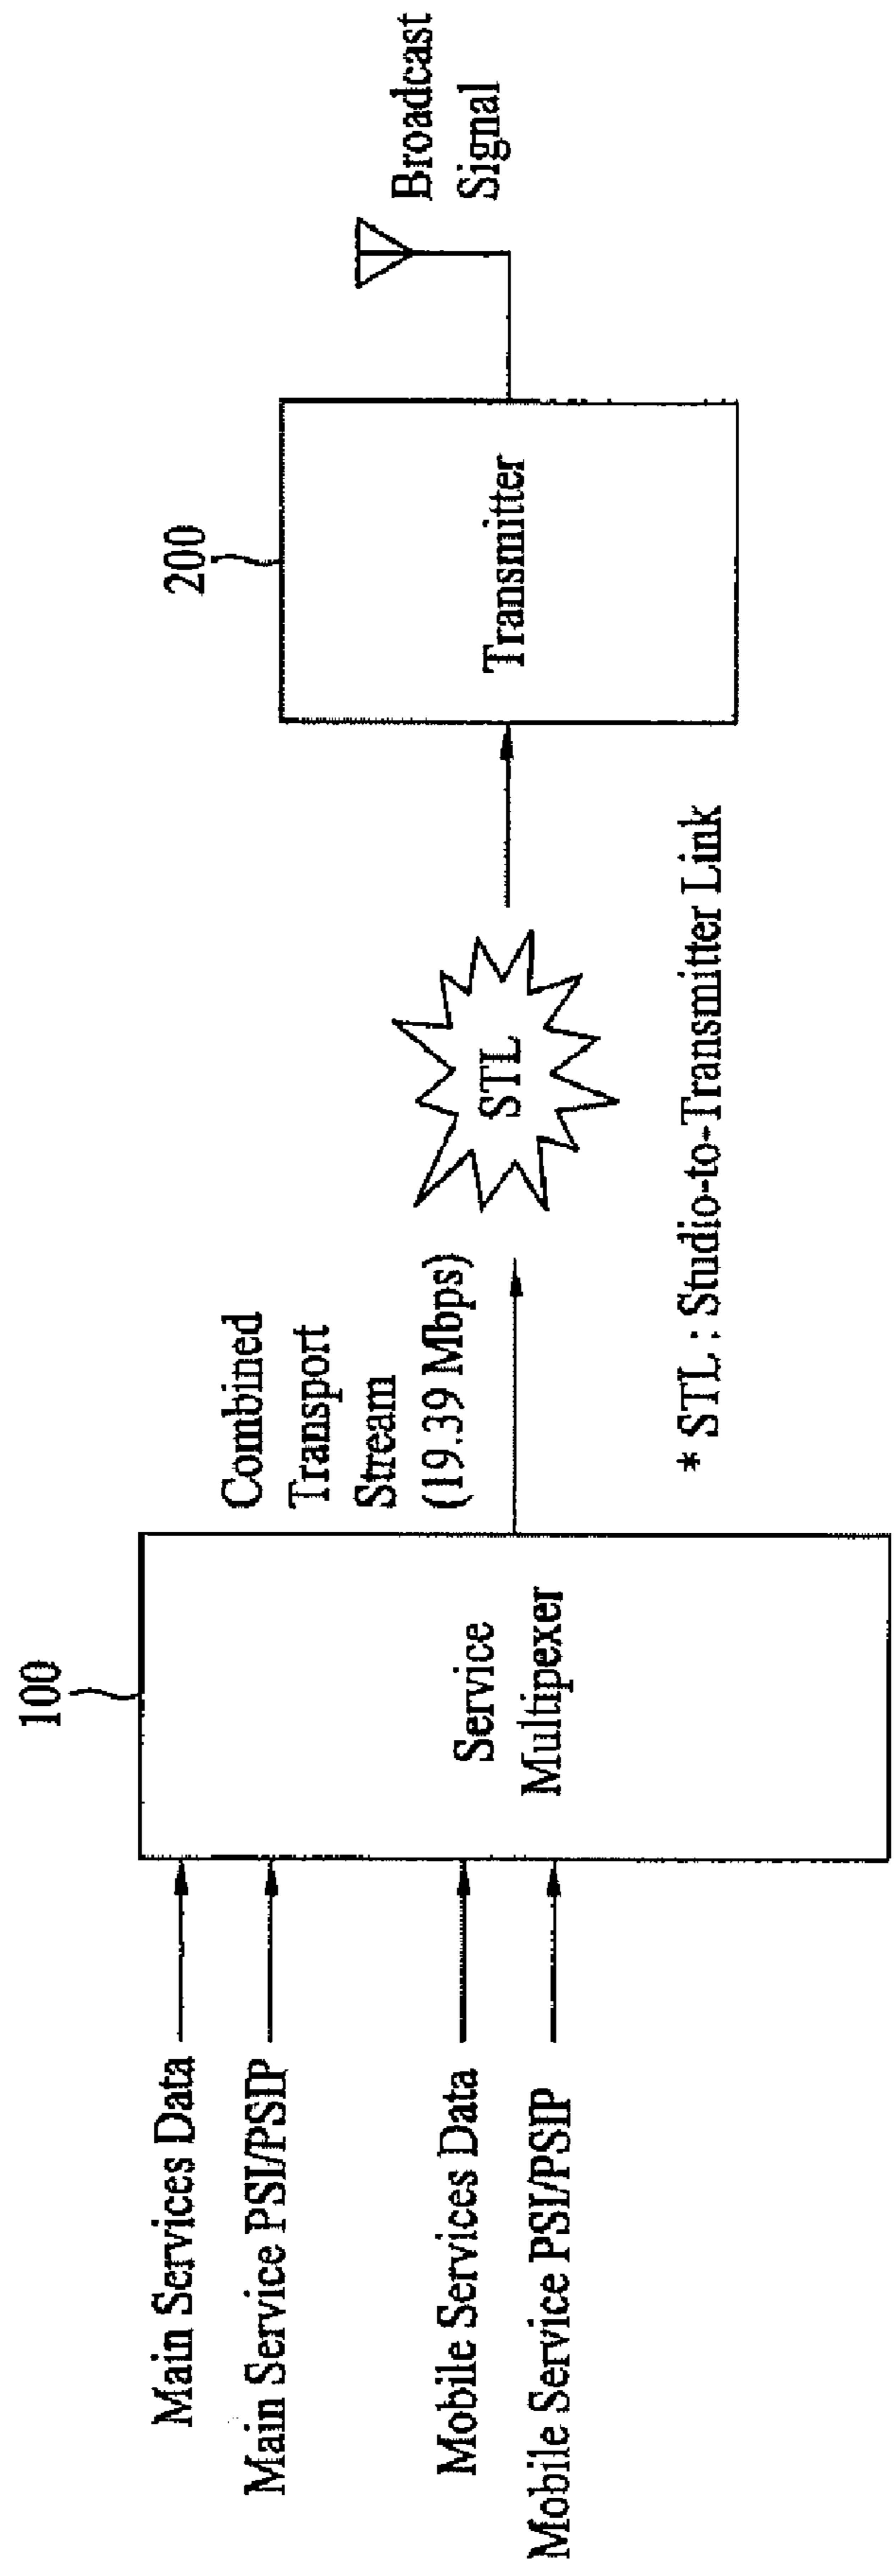 100
200
Main Services Data
Main Service PSI/PSIP
Mobile Services Data
Mobile Service PSI/PSIP
Service
Multipexer
Combined
Transport
Stream
(19.39 Mbps)
STL
Transmitter
Broadcast
Signal
* STL : Studio-to-Transmitter Link